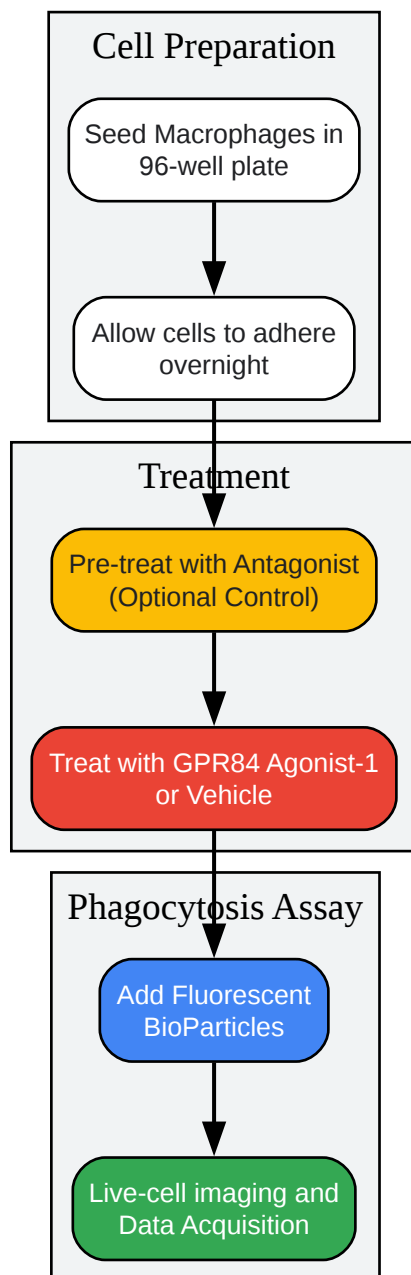 Cell Preparation
Seed Macrophages in
96-well plate
Allow cells to adhere
overnight
Treatment
Pre-treat with Antagonist
(Optional Control)
Treat with GPR84 Agonist-1
or Vehicle
Phagocytosis Assay
Add Fluorescent
BioParticles
Live-cell imaging and
Data Acquisition